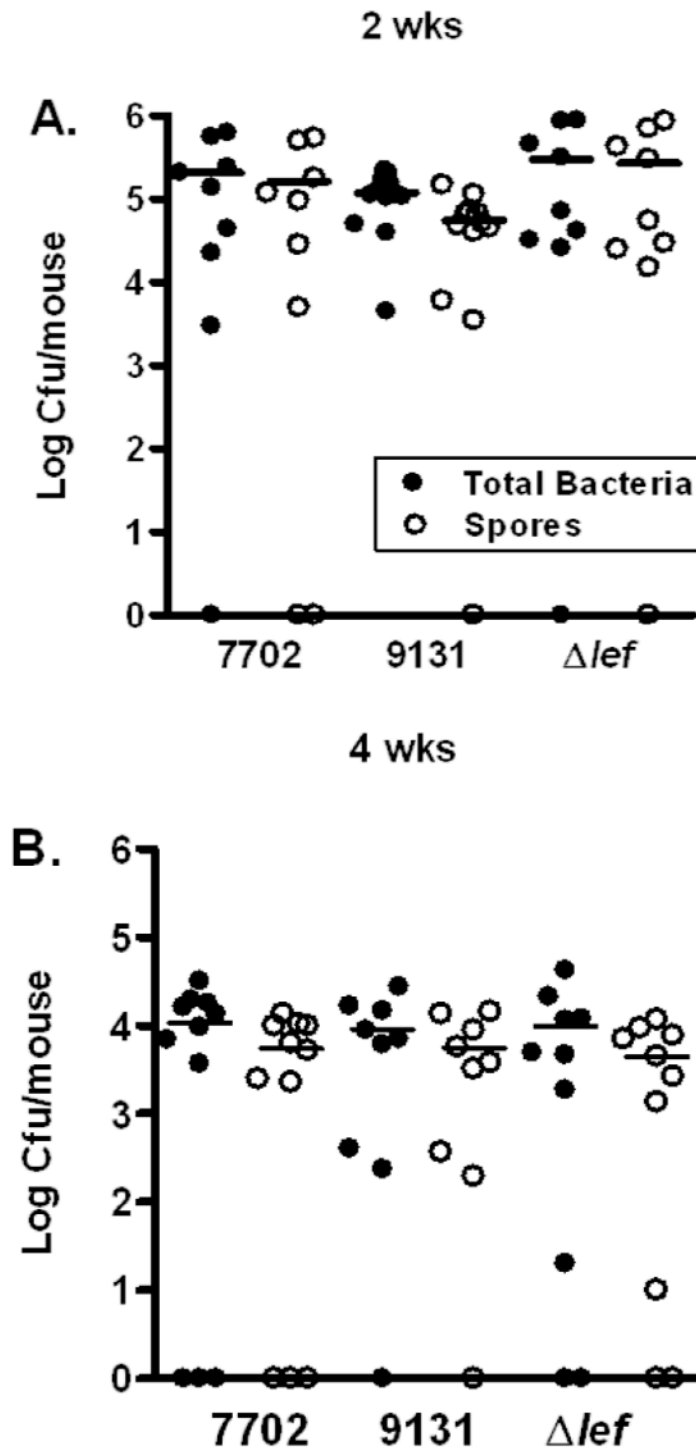 2 wks
A.
Log Cfu/mouse
6
5
4
3
2
1
0
Total Bacteria
Spores
7702 9131 Δlef
4 wks
B.
Log Cfu/mouse
6
5
4
3
2
1
0
7702 9131 Δlef